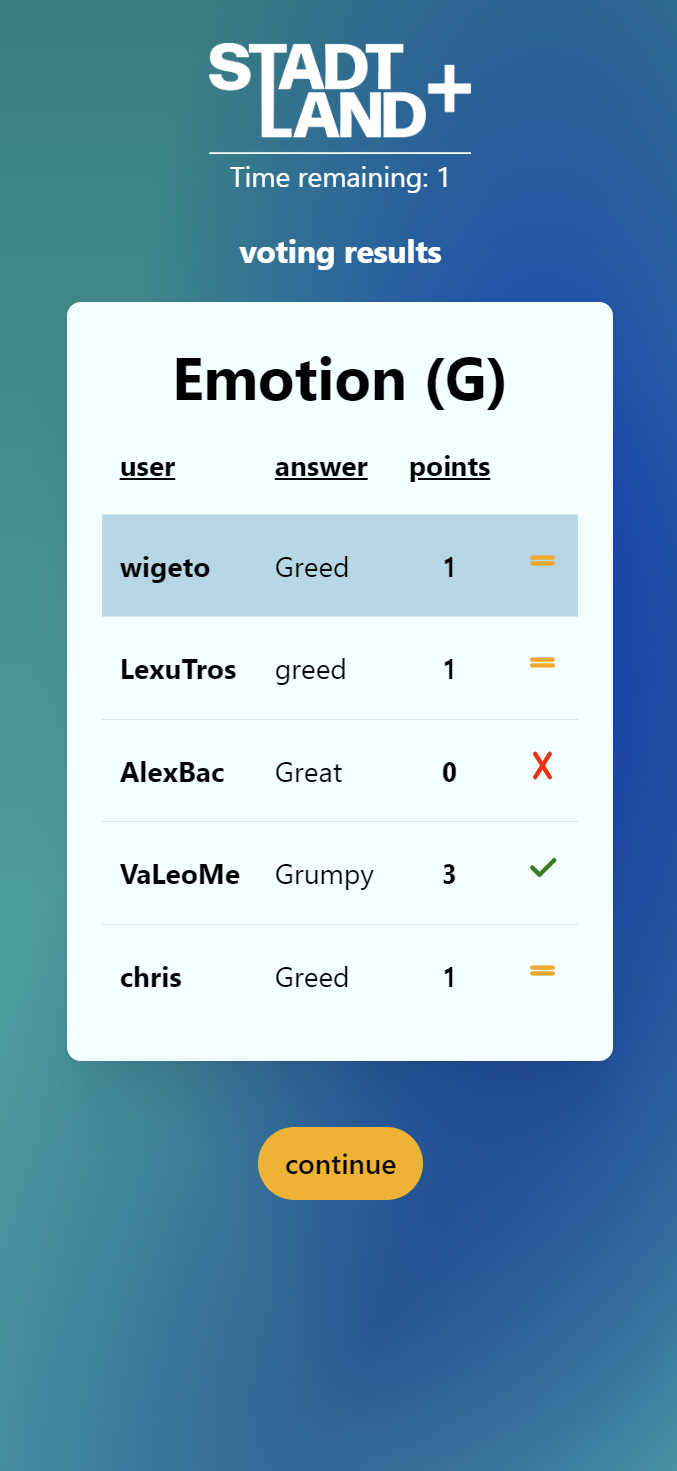 STADT
LAND+
Time remaining: 1
voting results
Emotion (G)
user answer points
wigeto Greed 1
LexuTros greed 1
AlexBac Great 0
VaLeoMe Grumpy 3
chris Greed 1
continue